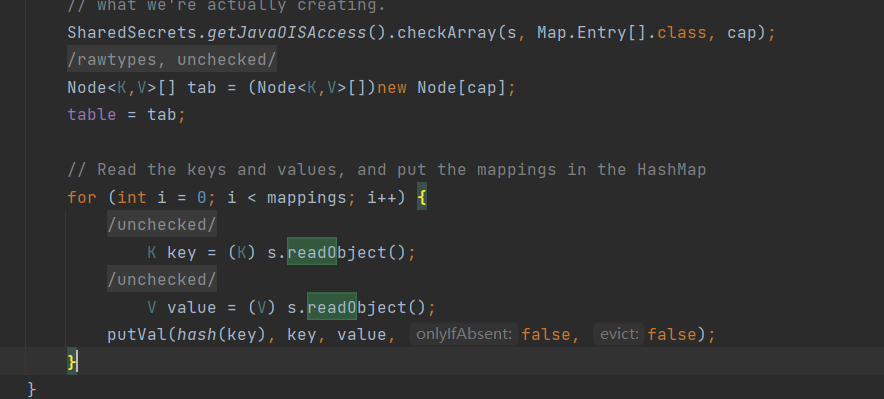 // what we're actually creating.
SharedSecrets.getJavaOISAccess().checkArray(s, Map.Entry[].class, cap);
/rawtypes, unchecked/
Node<K,V>[] tab = (Node<K,V>[])new Node[cap];
table = tab;
// Read the keys and values, and put the mappings in the HashMap
for (int i = 0; i < mappings; i++) {
/unchecked/
K key = (K) s.readObject();
/unchecked/
V value = (V) s.readObject();
putVal(hash(key), key, value, onlyIfAbsent: false, evict: false);
}
}